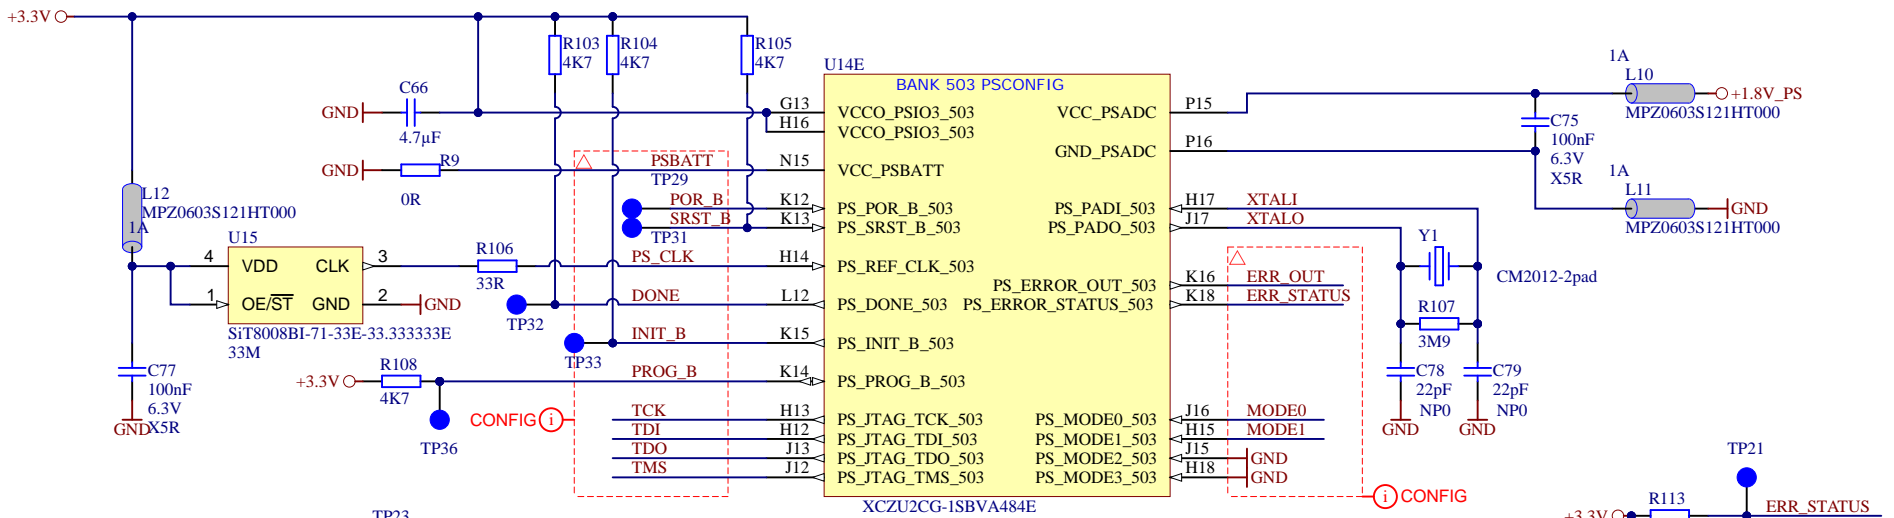 +3.3V
R103
4K7
R104
4K7
R105
4K7
U14E
BANK 503 PSCONFIG
C66
GND
4.7µF
G13
VCCO_PSIO3_503
H16
VCCO_PSIO3_503
VCC_PSADC
P15
1A
L10
+1.8V_PS
MPZ0603S121HT000
C75
100nF
6.3V
X5R
GND_PSADC
P16
1A
L11
GND
MPZ0603S121HT000
GND
R9
0R
PSBATT
TP29
N15
VCC_PSBATT
POR_B
K12
PS_POR_B_503
SRST_B
K13
PS_SRST_B_503
TP31
PS_PADI_503
H17
XTALI
PS_PADO_503
J17
XTALO
L12
MPZ0603S121HT000
1A
U15
4
VDD
CLK
3
1
OE/ST
GND
2
GND
SiT8008BI-71-33E-33.333333E
33M
R106
33R
PS_CLK
H14
PS_REF_CLK_503
DONE
L12
PS_DONE_503
TP32
INIT_B
K15
PS_INIT_B_503
TP33
PS_ERROR_OUT_503
K16
ERR_OUT
PS_ERROR_STATUS_503
K18
ERR_STATUS
Y1
CM2012-2pad
R107
3M9
C78
22pF
NP0
GND
C79
22pF
NP0
GND
C77
100nF
6.3V
X5R
GND
+3.3V
R108
4K7
PROG_B
K14
PS_PROG_B_503
TP36
CONFIG
i
TCK
H13
PS_JTAG_TCK_503
TDI
H12
PS_JTAG_TDI_503
TDO
J13
PS_JTAG_TDO_503
TMS
J12
PS_JTAG_TMS_503
PS_MODE0_503
J16
MODE0
PS_MODE1_503
H15
MODE1
PS_MODE2_503
J15
GND
PS_MODE3_503
H18
GND
i
CONFIG
XCZU2CG-1SBVA484E
TP23
TP21
+3.3V
R113
ERR_STATUS